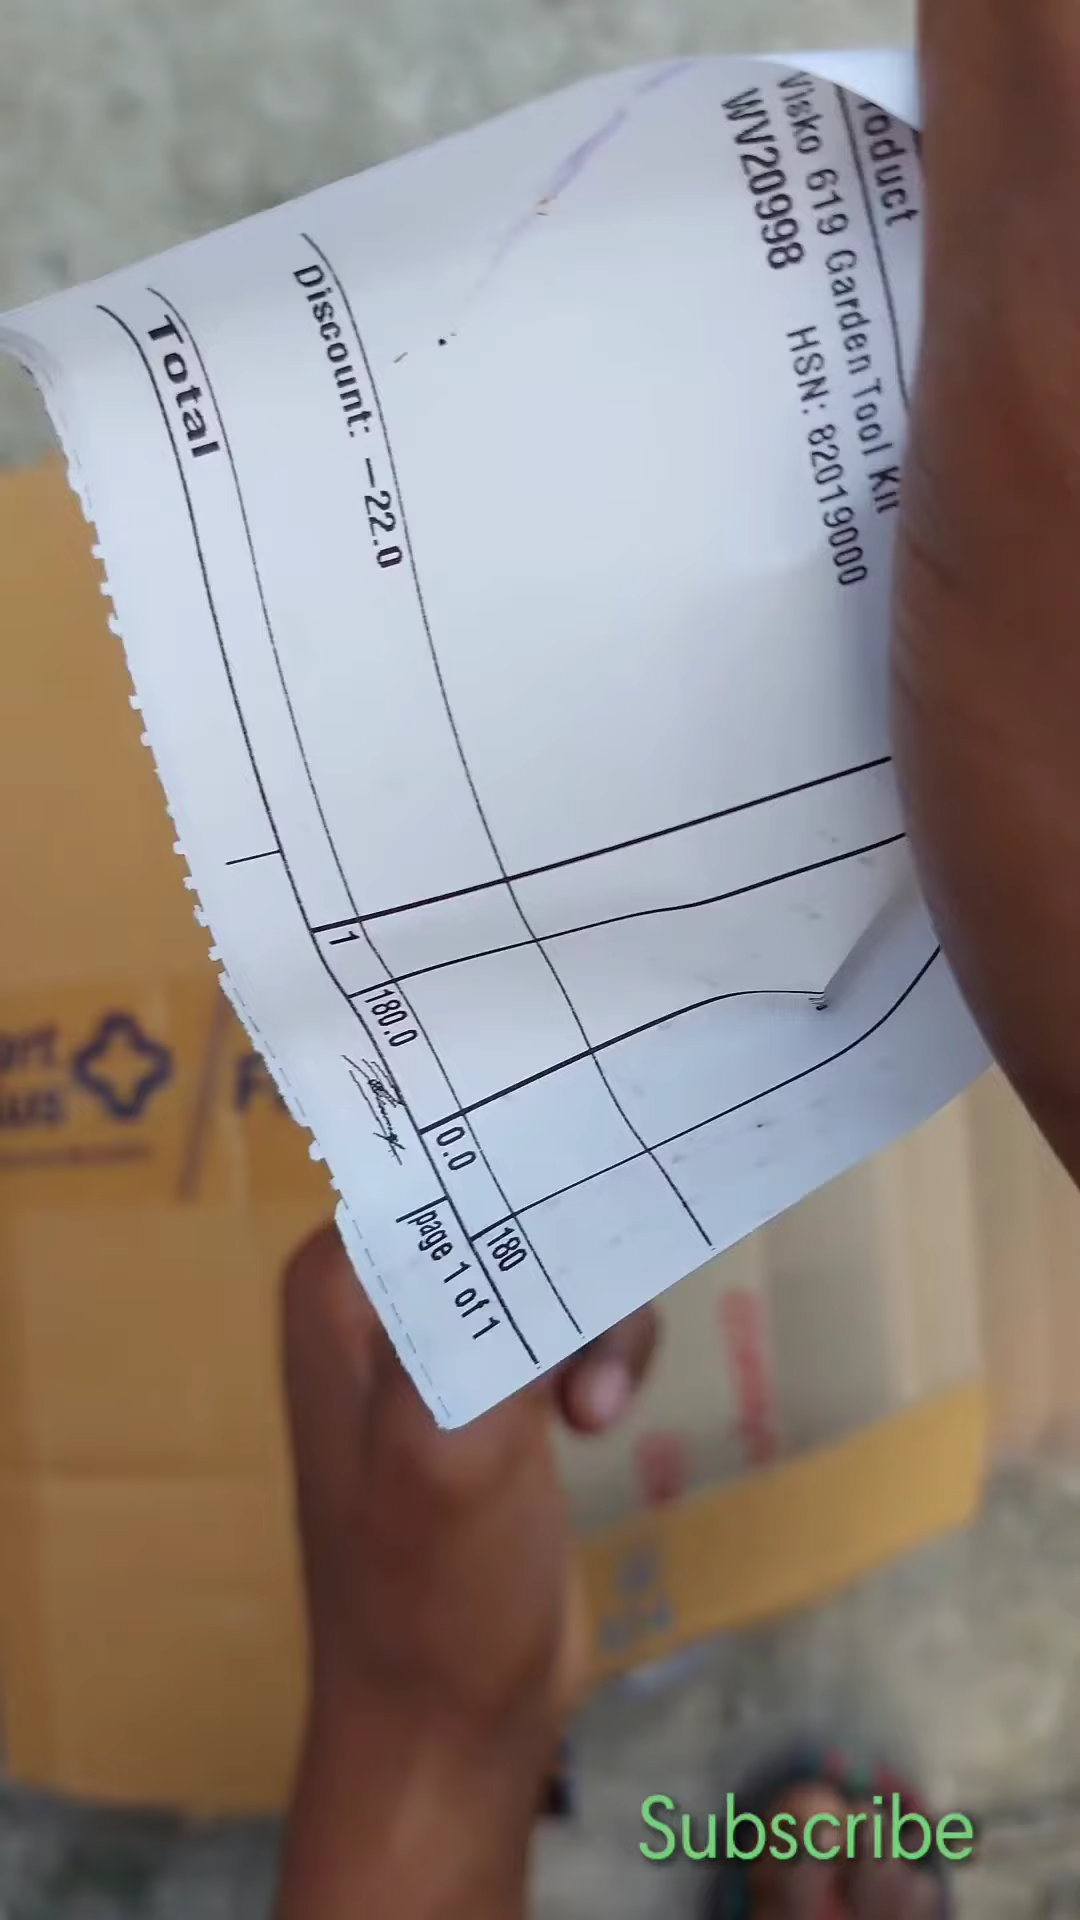 roduct
Visko 619 Garden Tool Kit
WV20998 HSN: 82019000
Discount: -22.0
Total 1 180.0 0.0 180
page 1 of 1
Subscribe